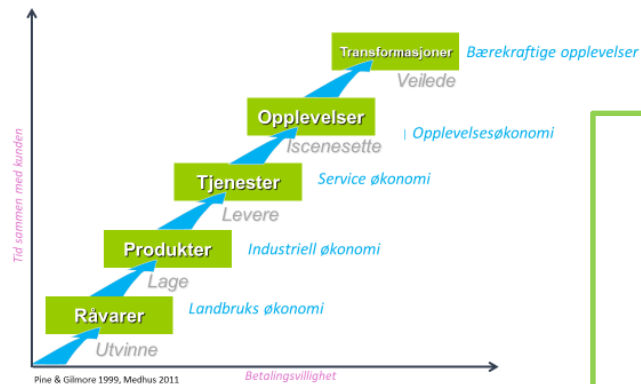 Transformasjoner
Bærekraftige opplevelser
Veilede
Opplevelser
Opplevelsesøkonomi
Iscenesette
Tjenester
Service økonomi
Levere
Produkter
Industriell økonomi
Lage
Råvarer
Landbruks økonomi
Utvinne
Tid sammen med kunden
Betalingsvillighet
Pine & Gilmore 1999, Medhus 2011